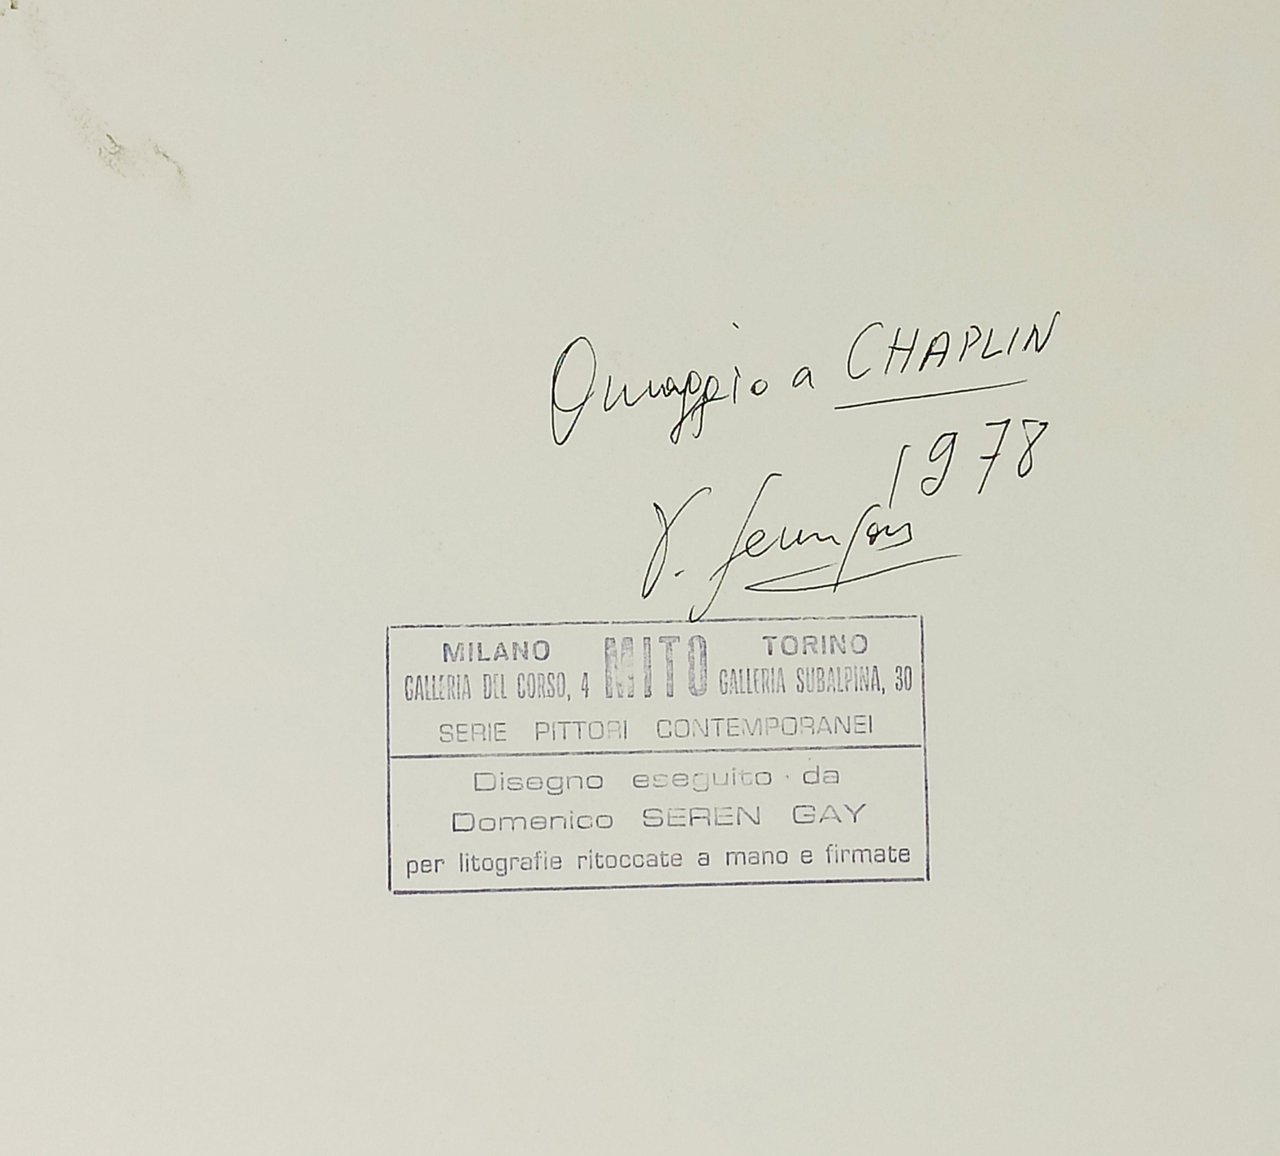 Omaggio a CHAPLIN
1978
MILANO MITO TORINO
GALLERIA DEL CORSO, 4 GALLERIA SUBALPINA, 30
SERIE PITTORI CONTEMPORANEI
Disegno eseguito da
Domenico SEREN GAY
per litografie ritoccate a mano e firmate